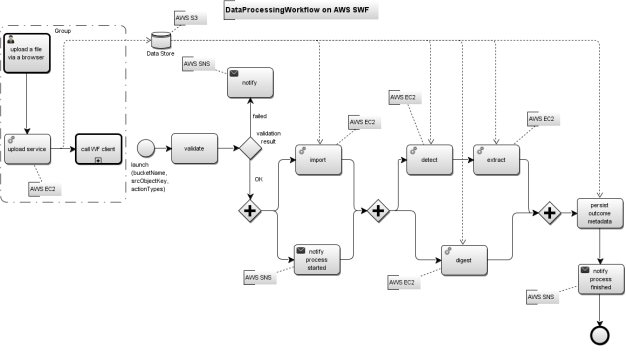 DataProcessingWorkflow on AWS SWF
AWS S3
Group
upload a file
via a browser
Data Store
AWS SNS
notify
failed
validation
result
AWS EC2
AWS EC2
AWS EC2
upload service
call WF client
validate
import
detect
extract
launch
(bucketName,
srcObjectKey,
actionTypes)
OK
AWS EC2
persist
outcome
metadata
notify
process
started
AWS SNS
digest
AWS EC2
notify
process
finished
AWS SNS